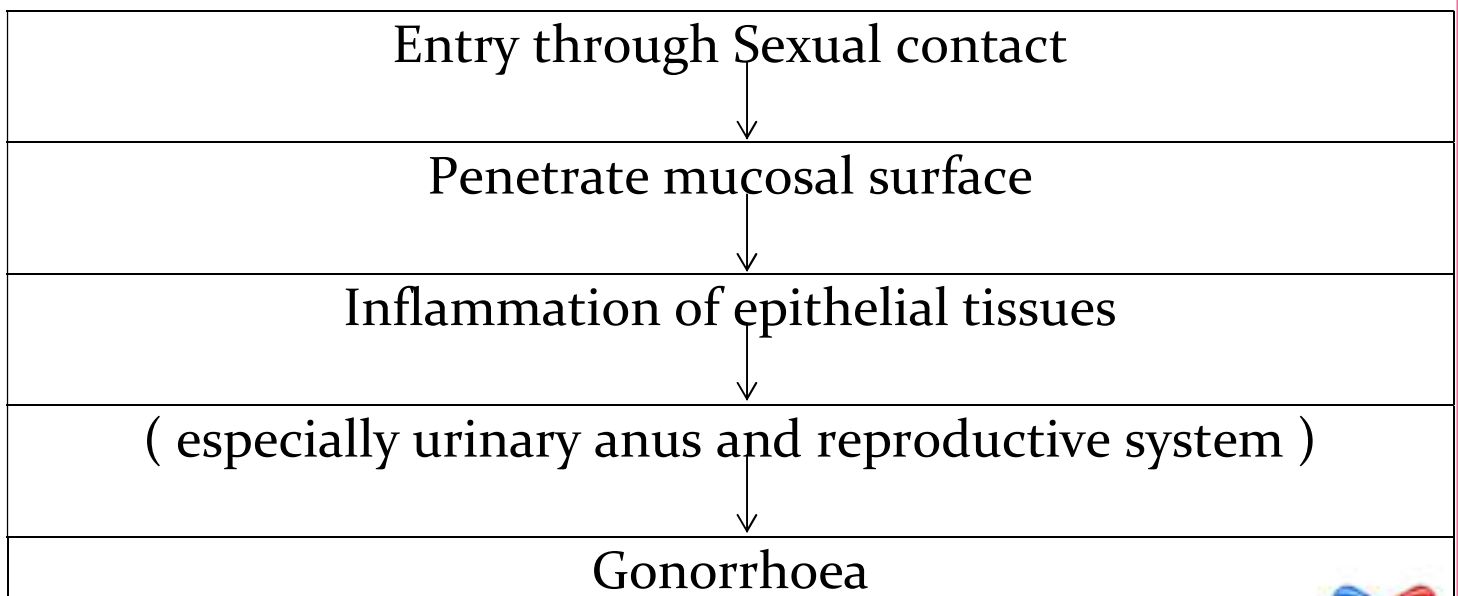 Entry through Sexual contact
Penetrate mucosal surface
Inflammation of epithelial tissues
( especially urinary anus and reproductive system )
Gonorrhoea